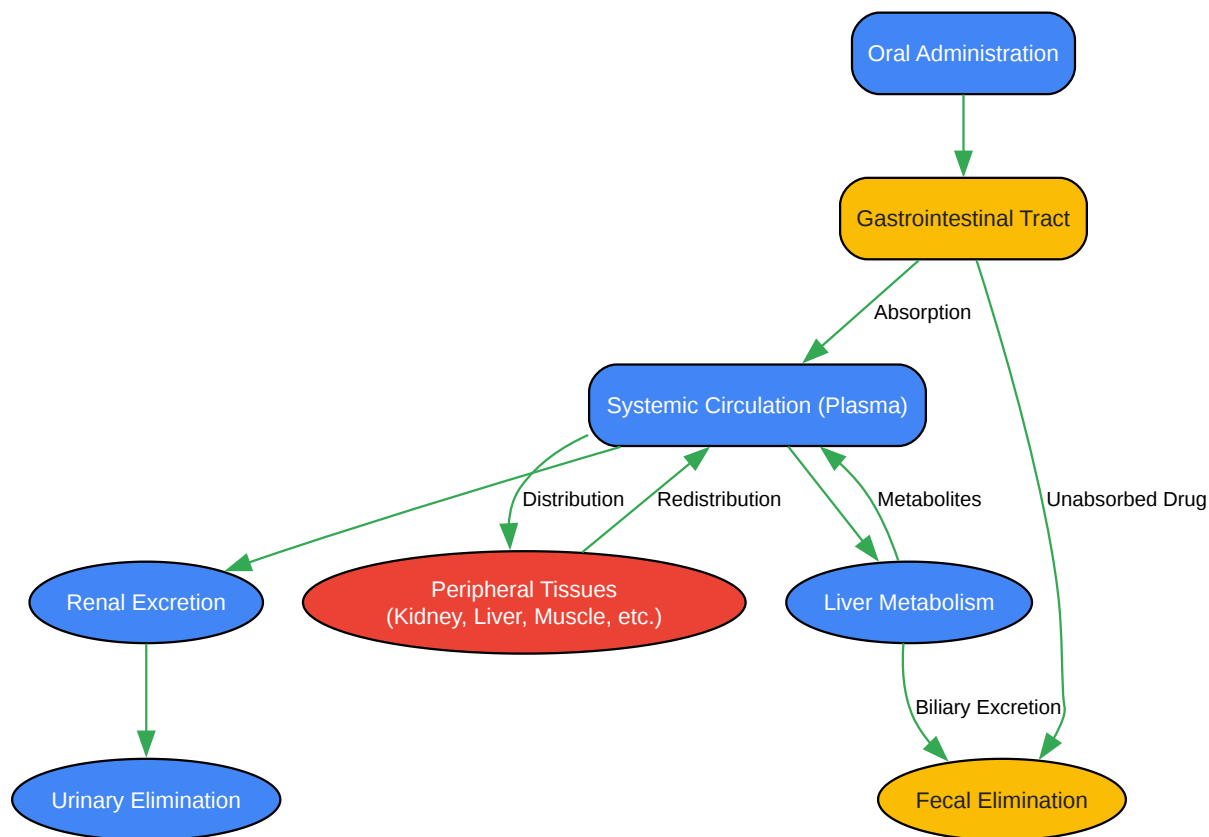 Oral Administration
Gastrointestinal Tract
Absorption
Systemic Circulation (Plasma)
Distribution
Redistribution
Metabolites
Unabsorbed Drug
Renal Excretion
Peripheral Tissues
(Kidney, Liver, Muscle, etc.)
Liver Metabolism
Biliary Excretion
Urinary Elimination
Fecal Elimination